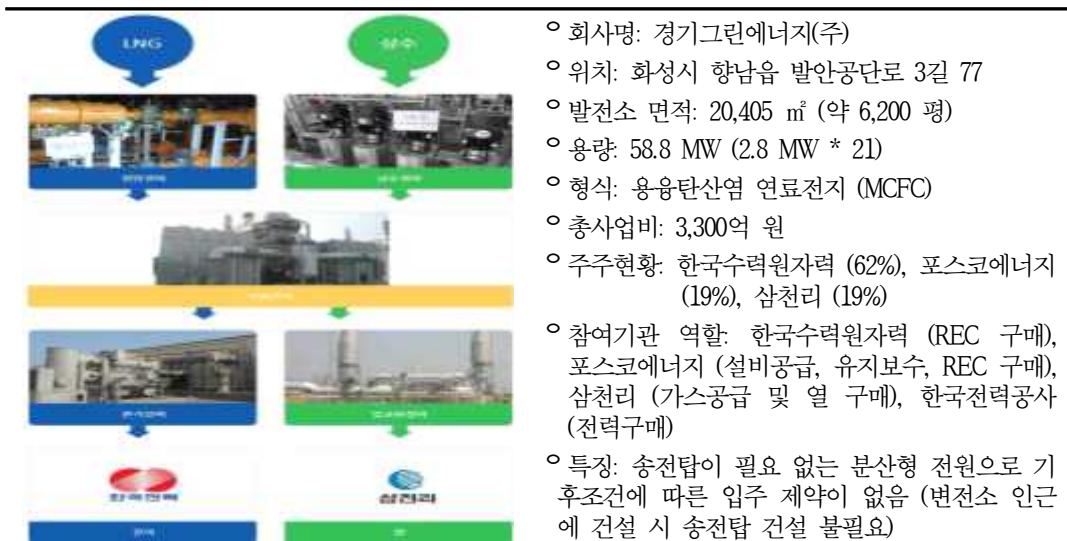 LNG
상수
한국전력
삼천리
○ 회사명: 경기그린에너지(주)
○ 위치: 화성시 향남읍 발안공단로 3길 77
○ 발전소 면적: 20,405 ㎡ (약 6,200 평)
○ 용량: 58.8 MW (2.8 MW * 21)
○ 형식: 용융탄산염 연료전지 (MCFC)
○ 총사업비: 3,300억 원
○ 주주현황: 한국수력원자력 (62%), 포스코에너지
(19%), 삼천리 (19%)
○ 참여기관 역할: 한국수력원자력 (REC 구매),
포스코에너지 (설비공급, 유지보수, REC 구매),
삼천리 (가스공급 및 열 구매), 한국전력공사
(전력구매)
○ 특징: 송전탑이 필요 없는 분산형 전원으로 기
후조건에 따른 입주 제약이 없음 (변전소 인근
에 건설 시 송전탑 건설 불필요)